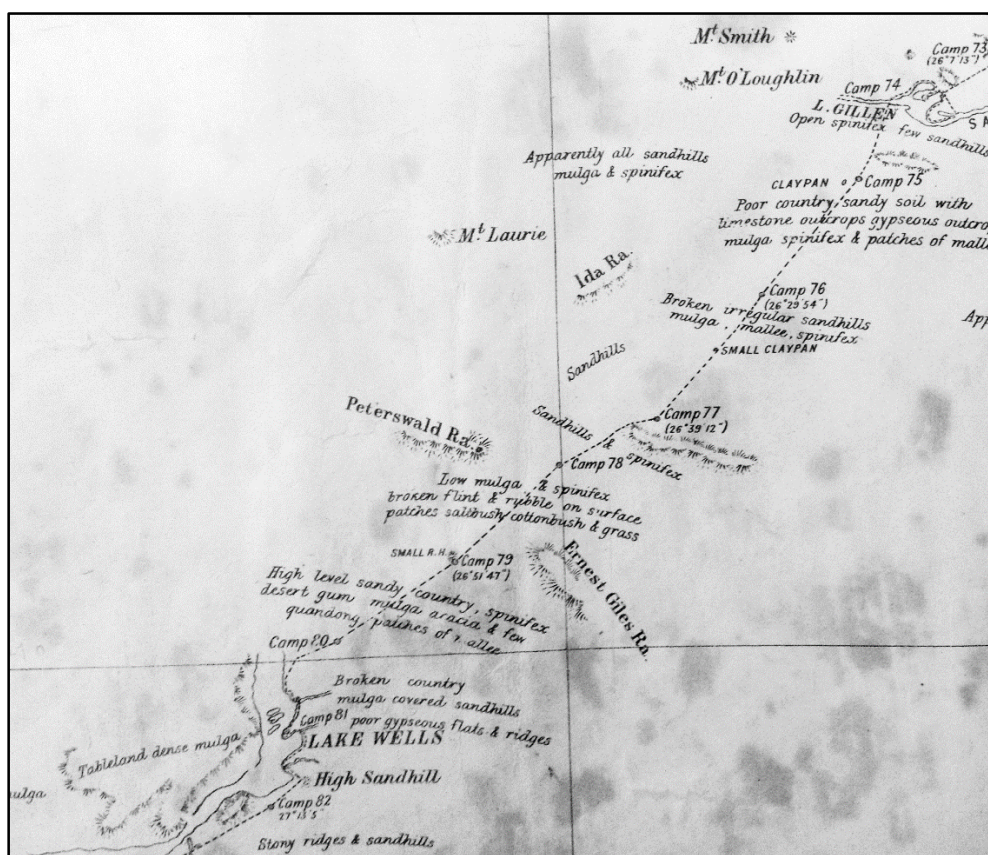 Mt. Smith
Camp 73
(26° 7' 13")
Mt. O'Loughlin
Camp 74
L. GILLEN
SA
Open spinifex few sandhills
Apparently all sandhills
mulga & spinifex
CLAYPAN
Camp 75
Poor country sandy soil with
limestone outcrops gypseous outcro
mulga spinifex & patches of malle
Mt. Laurie
Ida Ra.
Camp 76
(26° 29' 54")
Broken irregular sandhills
mulga, mallee, spinifex
App
SMALL CLAYPAN
Sandhills
Peterswald Ra.
Camp 77
(26° 39' 12")
Sandhills &
spinifex
Camp 78
Low mulga & spinifex
broken flint & rubble on surface
patches saltbush cottonbush & grass
SMALL R.H.
Camp 79
(26° 51' 47")
Ernest Giles Ra.
High level sandy country, spinifex
desert gum mulga acacia & few
quandong patches of mallee
Camp 80
Broken country
mulga covered sandhills
Camp 81
poor gypseous flats & ridges
LAKE WELLS
Tableland dense mulga
High Sandhill
mulga
Camp 82
27° 13' 5"
Stony ridges & sandhills